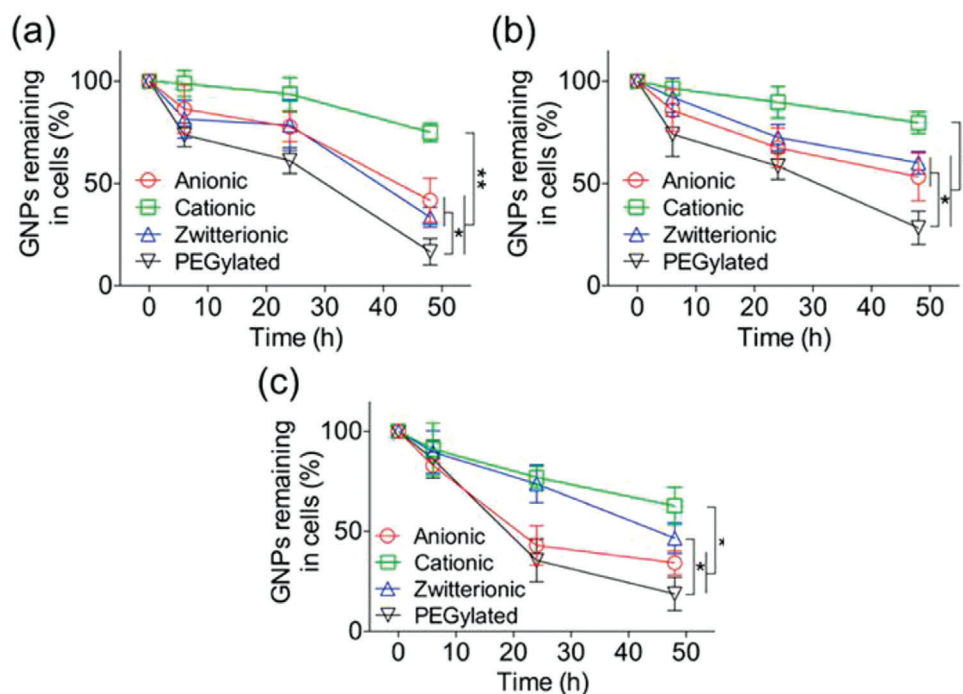 (a)
GNPs remaining
in cells (%)
100
50
0
Anionic
Cationic
Zwitterionic
PEGylated
*
**
0 10 20 30 40 50
Time (h)
(b)
GNPs remaining
in cells (%)
100
50
0
Anionic
Cationic
Zwitterionic
PEGylated
*
0 10 20 30 40 50
Time (h)
(c)
GNPs remaining
in cells (%)
100
50
0
Anionic
Cationic
Zwitterionic
PEGylated
*
*
0 10 20 30 40 50
Time (h)